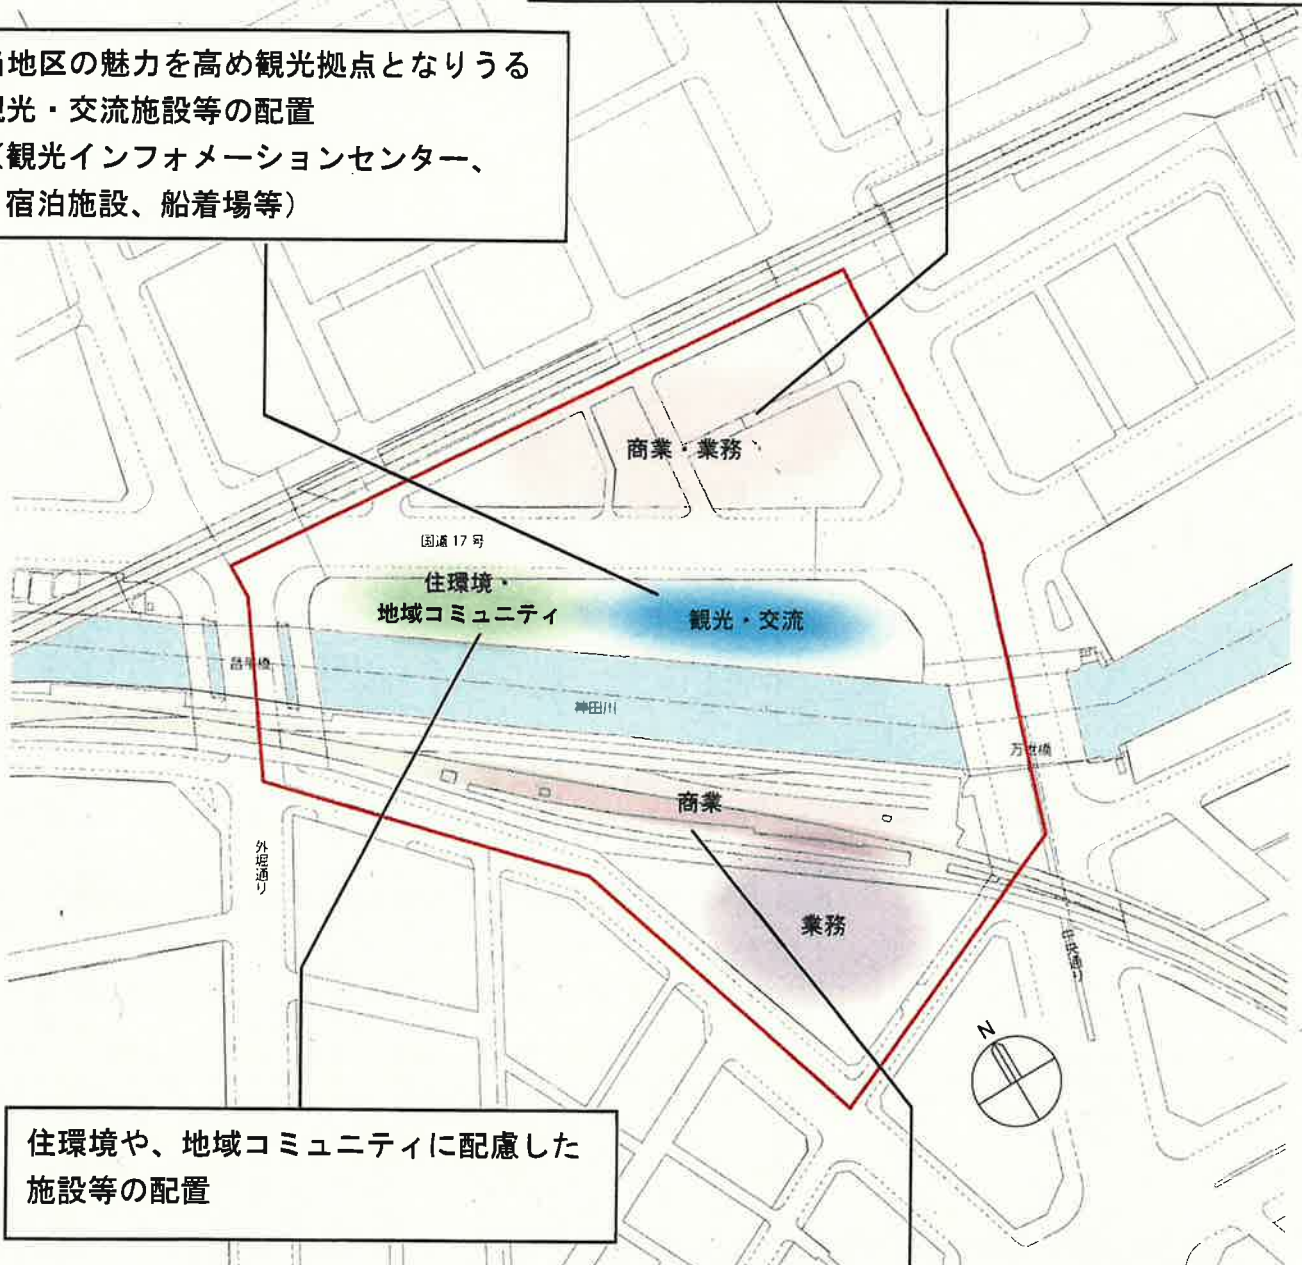 地区の魅力を高め観光拠点となりうる
観光・交流施設等の配置
(観光インフォメーションセンター、
宿泊施設、船着場等)
商業・業務
国道17号
住環境・
地域コミュニティ
観光・交流
昌平橋
神田川
万世橋
商業
外堀通り
業務
中央通り
N
住環境や、地域コミュニティに配慮した
施設等の配置